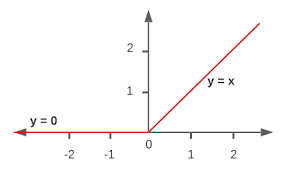 2
1
y = x
y = 0
-2 -1 0 1 2